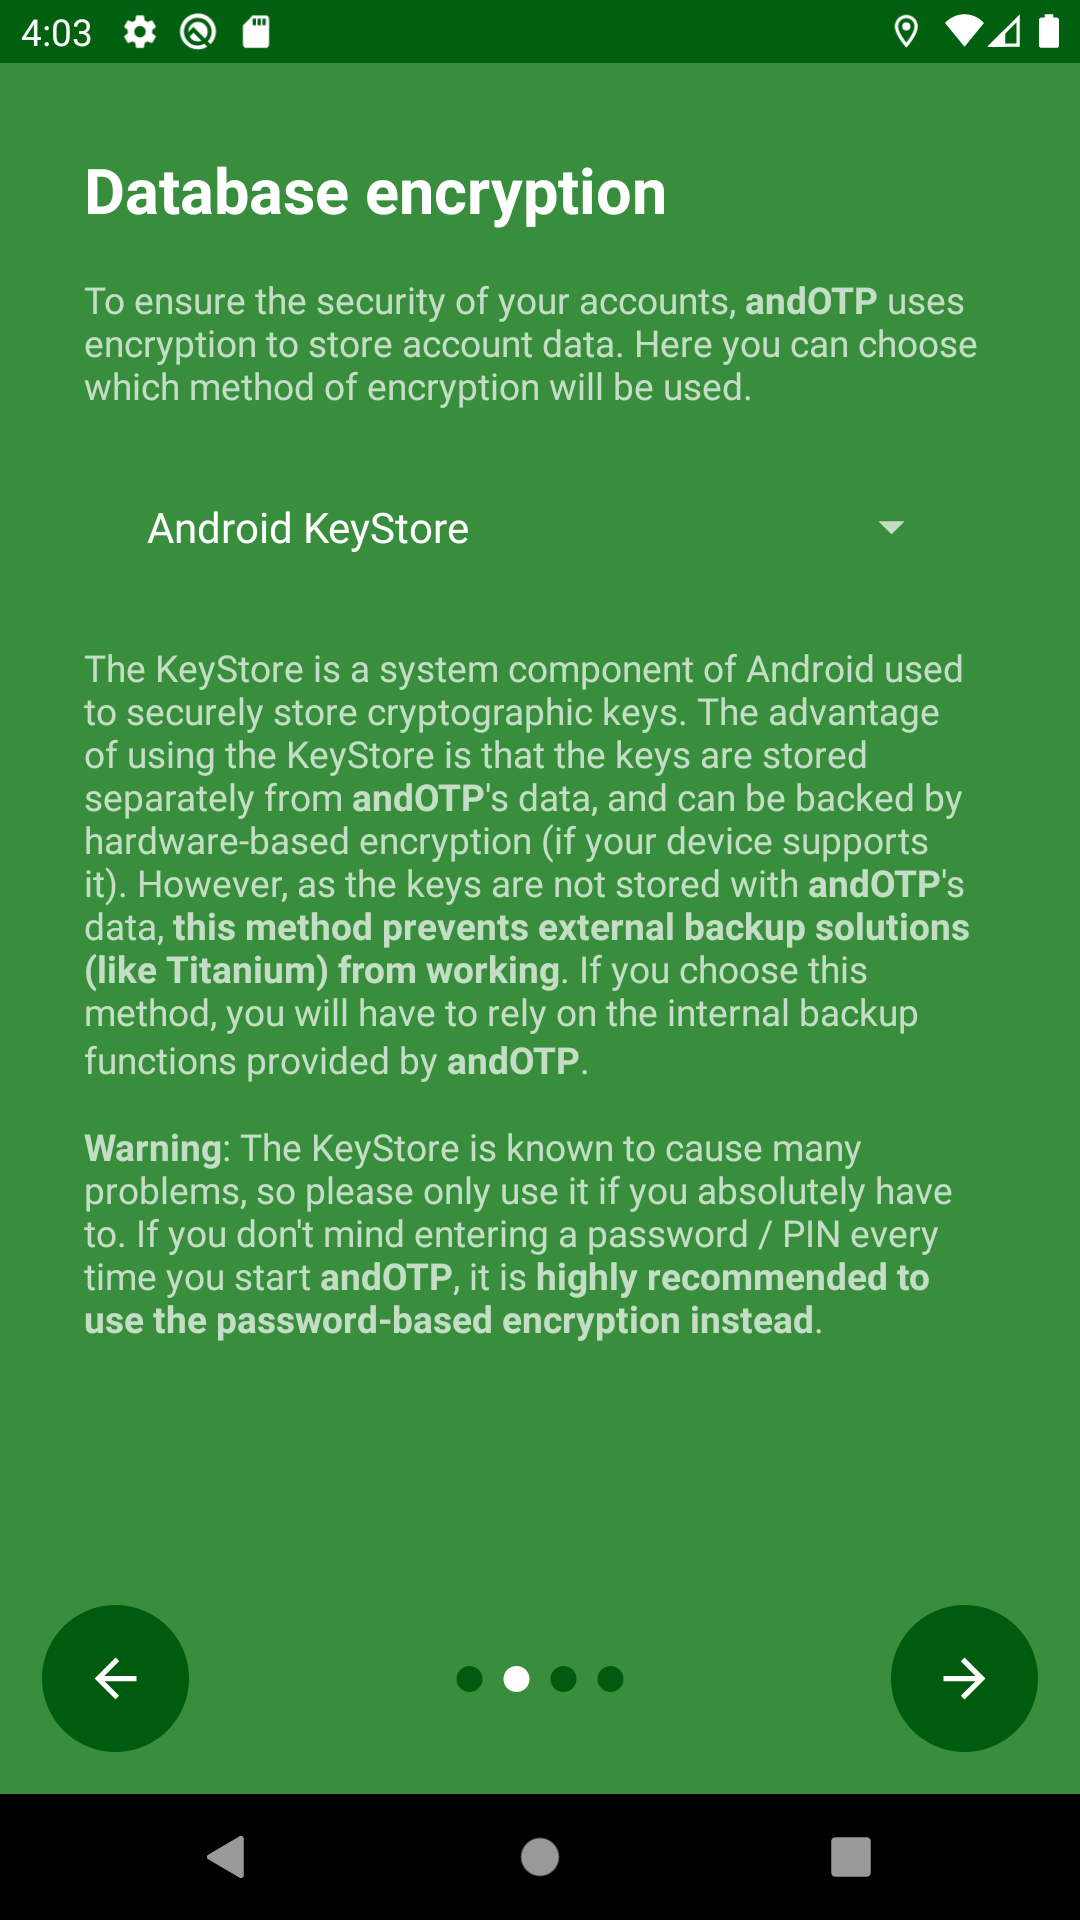 4:03
Database encryption
To ensure the security of your accounts, andOTP uses
encryption to store account data. Here you can choose
which method of encryption will be used.
Android KeyStore
The KeyStore is a system component of Android used
to securely store cryptographic keys. The advantage
of using the KeyStore is that the keys are stored
separately from andOTP's data, and can be backed by
hardware-based encryption (if your device supports
it). However, as the keys are not stored with andOTP's
data, this method prevents external backup solutions
(like Titanium) from working. If you choose this
method, you will have to rely on the internal backup
functions provided by andOTP.
Warning: The KeyStore is known to cause many
problems, so please only use it if you absolutely have
to. If you don't mind entering a password / PIN every
time you start andOTP, it is highly recommended to
use the password-based encryption instead.